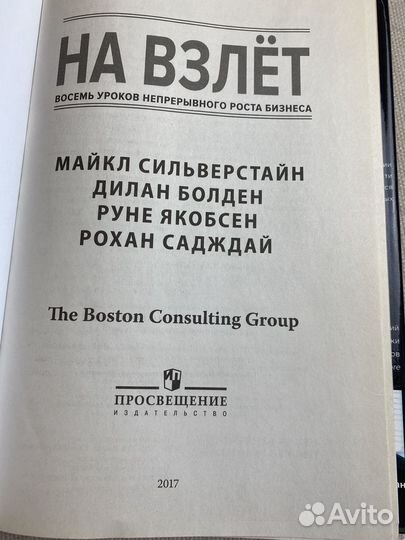 НА ВЗЛЁТ
ВОСЕМЬ УРОКОВ НЕПРЕРЫВНОГО РОСТА БИЗНЕСА
МАЙКЛ СИЛЬВЕРСТАЙН
ДИЛАН БОЛДЕН
РУНЕ ЯКОБСЕН
РОХАН САДЖДАЙ
The Boston Consulting Group
ПРОСВЕЩЕНИЕ
ИЗДАТЕЛЬСТВО
2017
Avito